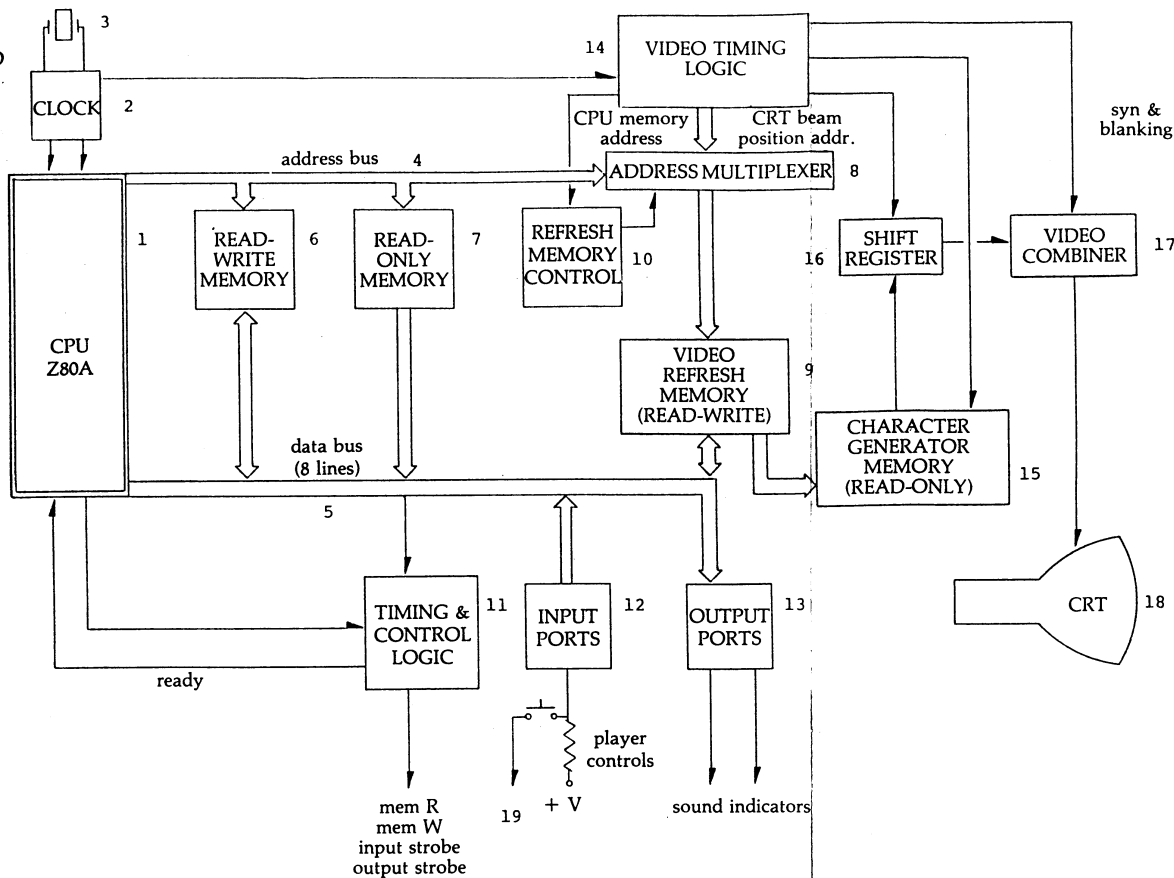 3
14
VIDEO TIMING
LOGIC
CLOCK
2
CPU memory
address
CRT beam
position addr.
syn &
blanking
address bus
4
ADDRESS MULTIPLEXER
8
1
READ-
WRITE
MEMORY
6
READ-
ONLY
MEMORY
7
REFRESH
MEMORY
CONTROL
10
SHIFT
REGISTER
16
VIDEO
COMBINER
17
CPU
Z80A
VIDEO
REFRESH
MEMORY
(READ-WRITE)
9
CHARACTER
GENERATOR
MEMORY
(READ-ONLY)
15
data bus
(8 lines)
5
TIMING &
CONTROL
LOGIC
11
INPUT
PORTS
12
OUTPUT
PORTS
13
CRT
18
ready
player
controls
19
+ V
sound indicators
mem R
mem W
input strobe
output strobe